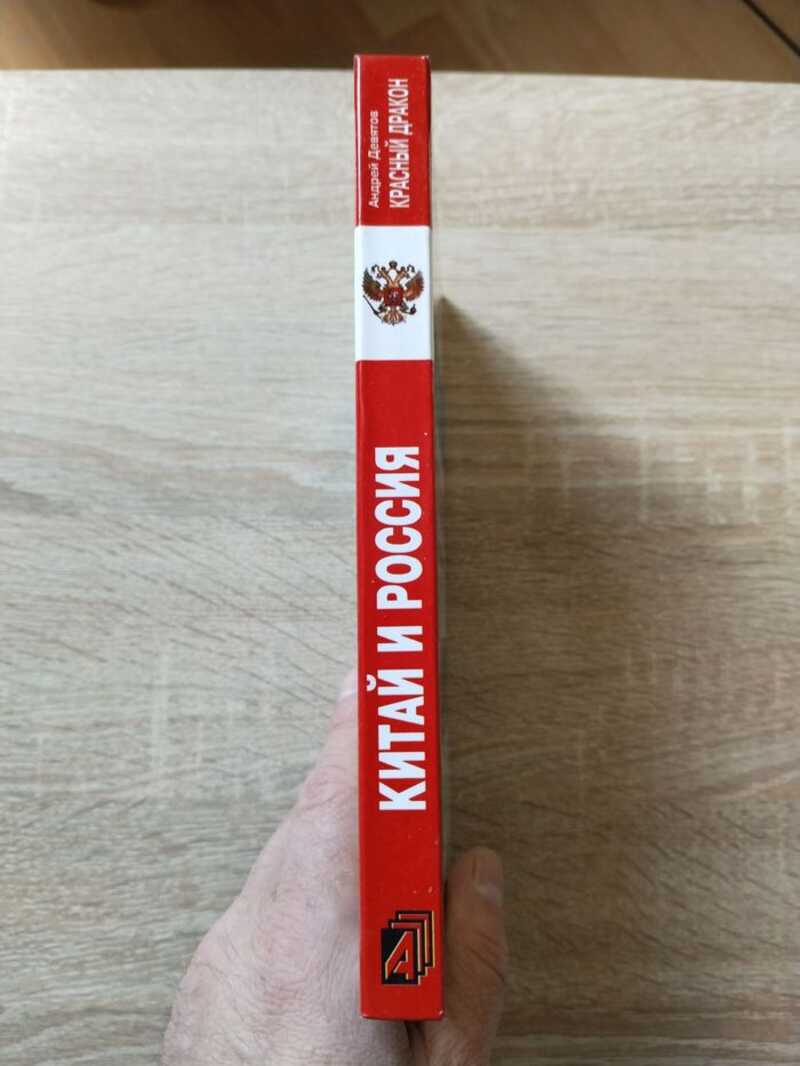 Андрей Девятов
КРАСНЫЙ ДРАКОН
КИТАЙ И РОССИЯ
А